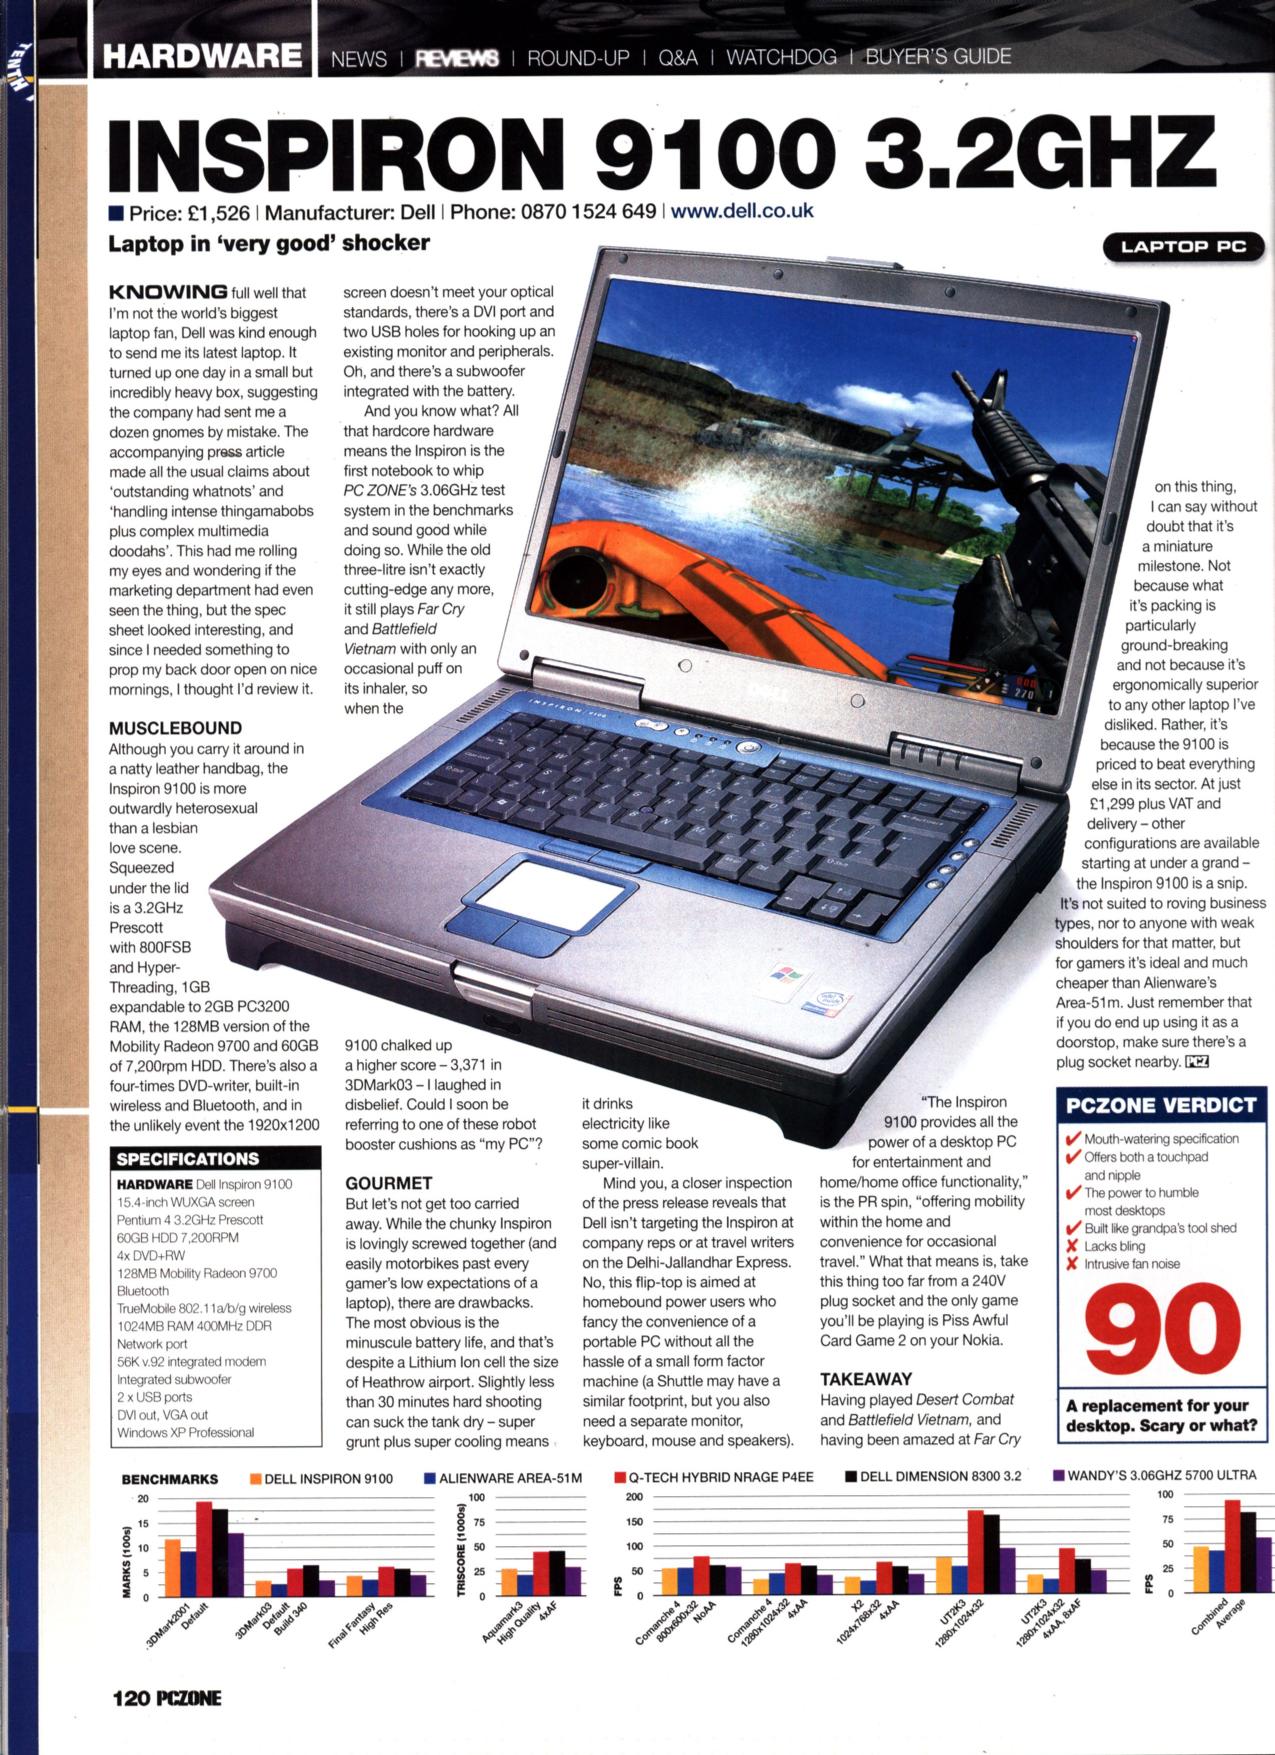 TENTH
HARDWARE
NEWS | REVIEWS | ROUND-UP | Q&A | WATCHDOG | BUYER'S GUIDE
INSPIRON 9100 3.2GHZ
■ Price: £1,526 | Manufacturer: Dell | Phone: 0870 1524 649 | www.dell.co.uk
Laptop in 'very good' shocker
LAPTOP PC
KNOWING full well that
I'm not the world's biggest
laptop fan, Dell was kind enough
to send me its latest laptop. It
turned up one day in a small but
incredibly heavy box, suggesting
the company had sent me a
dozen gnomes by mistake. The
accompanying press article
made all the usual claims about
'outstanding whatnots' and
'handling intense thingamabobs
plus complex multimedia
doodahs'. This had me rolling
my eyes and wondering if the
marketing department had even
seen the thing, but the spec
sheet looked interesting, and
since I needed something to
prop my back door open on nice
mornings, I thought I'd review it.
MUSCLEBOUND
Although you carry it around in
a natty leather handbag, the
Inspiron 9100 is more
outwardly heterosexual
than a lesbian
love scene.
Squeezed
under the lid
is a 3.2GHz
Prescott
with 800FSB
and Hyper-
Threading, 1GB
expandable to 2GB PC3200
RAM, the 128MB version of the
Mobility Radeon 9700 and 60GB
of 7,200rpm HDD. There's also a
four-times DVD-writer, built-in
wireless and Bluetooth, and in
the unlikely event the 1920x1200
screen doesn't meet your optical
standards, there's a DVI port and
two USB holes for hooking up an
existing monitor and peripherals.
Oh, and there's a subwoofer
integrated with the battery.
And you know what? All
that hardcore hardware
means the Inspiron is the
first notebook to whip
PC ZONE's 3.06GHz test
system in the benchmarks
and sound good while
doing so. While the old
three-litre isn't exactly
cutting-edge any more,
it still plays Far Cry
and Battlefield
Vietnam with only an
occasional puff on
its inhaler, so
when the
9100 chalked up
a higher score – 3,371 in
3DMark03 – I laughed in
disbelief. Could I soon be
referring to one of these robot
booster cushions as "my PC"?
GOURMET
But let's not get too carried
away. While the chunky Inspiron
is lovingly screwed together (and
easily motorbikes past every
gamer's low expectations of a
laptop), there are drawbacks.
The most obvious is the
minuscule battery life, and that's
despite a Lithium Ion cell the size
of Heathrow airport. Slightly less
than 30 minutes hard shooting
can suck the tank dry – super
grunt plus super cooling means
it drinks
electricity like
some comic book
super-villain.
Mind you, a closer inspection
of the press release reveals that
Dell isn't targeting the Inspiron at
company reps or at travel writers
on the Delhi-Jallandhar Express.
No, this flip-top is aimed at
homebound power users who
fancy the convenience of a
portable PC without all the
hassle of a small form factor
machine (a Shuttle may have a
similar footprint, but you also
need a separate monitor,
keyboard, mouse and speakers).
"The Inspiron
9100 provides all the
power of a desktop PC
for entertainment and
home/home office functionality,"
is the PR spin, "offering mobility
within the home and
convenience for occasional
travel." What that means is, take
this thing too far from a 240V
plug socket and the only game
you'll be playing is Piss Awful
Card Game 2 on your Nokia.
TAKEAWAY
Having played Desert Combat
and Battlefield Vietnam, and
having been amazed at Far Cry
on this thing,
I can say without
doubt that it's
a miniature
milestone. Not
because what
it's packing is
particularly
ground-breaking
and not because it's
ergonomically superior
to any other laptop I've
disliked. Rather, it's
because the 9100 is
priced to beat everything
else in its sector. At just
£1,299 plus VAT and
delivery – other
configurations are available
starting at under a grand –
the Inspiron 9100 is a snip.
It's not suited to roving business
types, nor to anyone with weak
shoulders for that matter, but
for gamers it's ideal and much
cheaper than Alienware's
Area-51m. Just remember that
if you do end up using it as a
doorstop, make sure there's a
plug socket nearby. PCZ
DELL
INSPIRON 9100
270
SPECIFICATIONS
HARDWARE Dell Inspiron 9100
15.4-inch WUXGA screen
Pentium 4 3.2GHz Prescott
60GB HDD 7,200RPM
4x DVD+RW
128MB Mobility Radeon 9700
Bluetooth
TrueMobile 802.11a/b/g wireless
1024MB RAM 400MHz DDR
Network port
56K v.92 integrated modem
Integrated subwoofer
2 x USB ports
DVI out, VGA out
Windows XP Professional
PCZONE VERDICT
✓ Mouth-watering specification
✓ Offers both a touchpad
and nipple
✓ The power to humble
most desktops
✓ Built like grandpa's tool shed
✗ Lacks bling
✗ Intrusive fan noise
90
A replacement for your
desktop. Scary or what?
BENCHMARKS ■ DELL INSPIRON 9100 ■ ALIENWARE AREA-51M ■ Q-TECH HYBRID NRAGE P4EE ■ DELL DIMENSION 8300 3.2 ■ WANDY'S 3.06GHZ 5700 ULTRA
MARKS (100s)
20
15
10
5
0
3DMark2001
Default
3DMark03
Default
Build 340
Final Fantasy
High Res
TRISCORE (1000s)
100
75
50
25
0
Aquamark3
High Quality
4xAF
FPS
200
150
100
50
0
Comanche 4
800x600x32
NoAA
Comanche 4
1280x1024x32
4xAA
X2
1024x768x32
4xAA
UT2K3
1280x1024x32
UT2K3
1280x1024x32
4xAA, 8xAF
FPS
100
75
50
25
0
Combined
Average
120 PCZONE